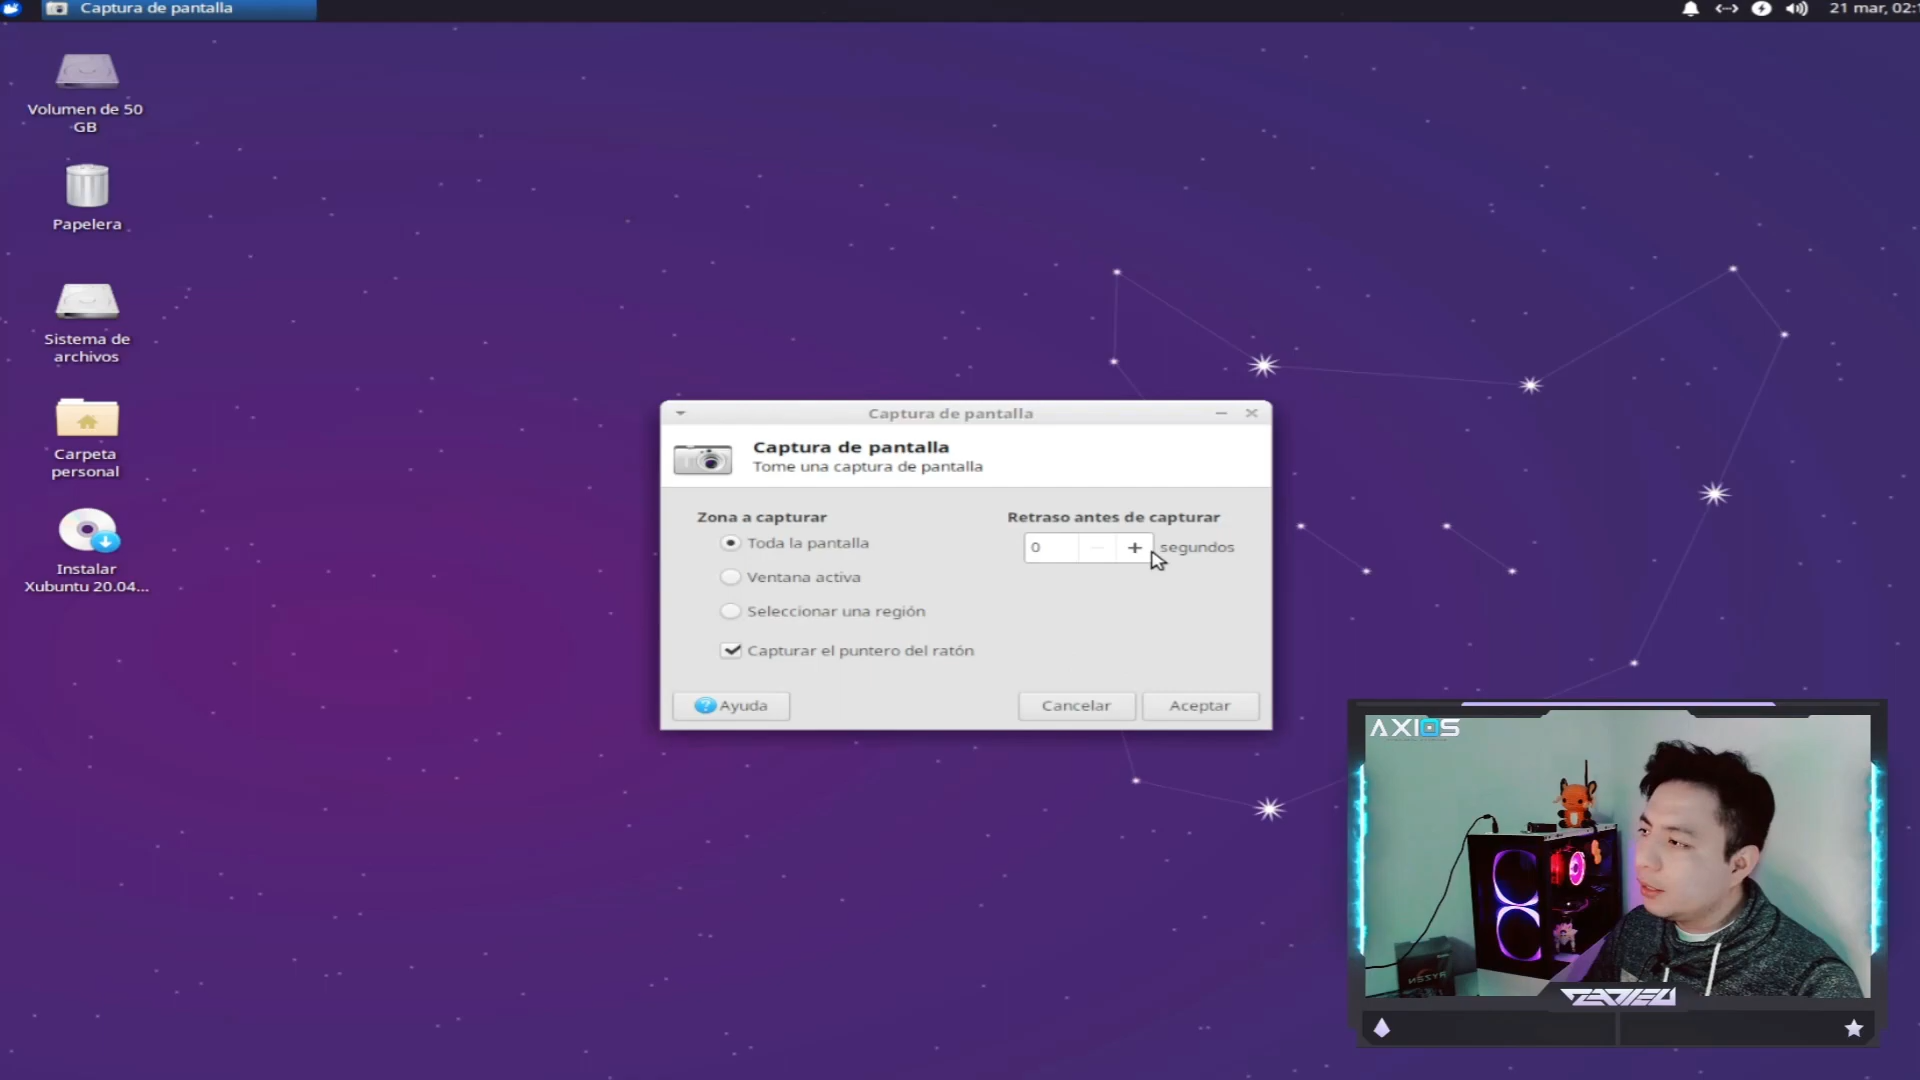 Captura de pantalla
21 mar, 02:1
Volumen de 50
GB
Papelera
Sistema de
archivos
Carpeta
personal
Instalar
Xubuntu 20.04...
Captura de pantalla
Captura de pantalla
Tome una captura de pantalla
Zona a capturar
Toda la pantalla
Ventana activa
Seleccionar una región
Capturar el puntero del ratón
Retraso antes de capturar
0
segundos
Ayuda
Cancelar
Aceptar
AXIOS
RYZEN